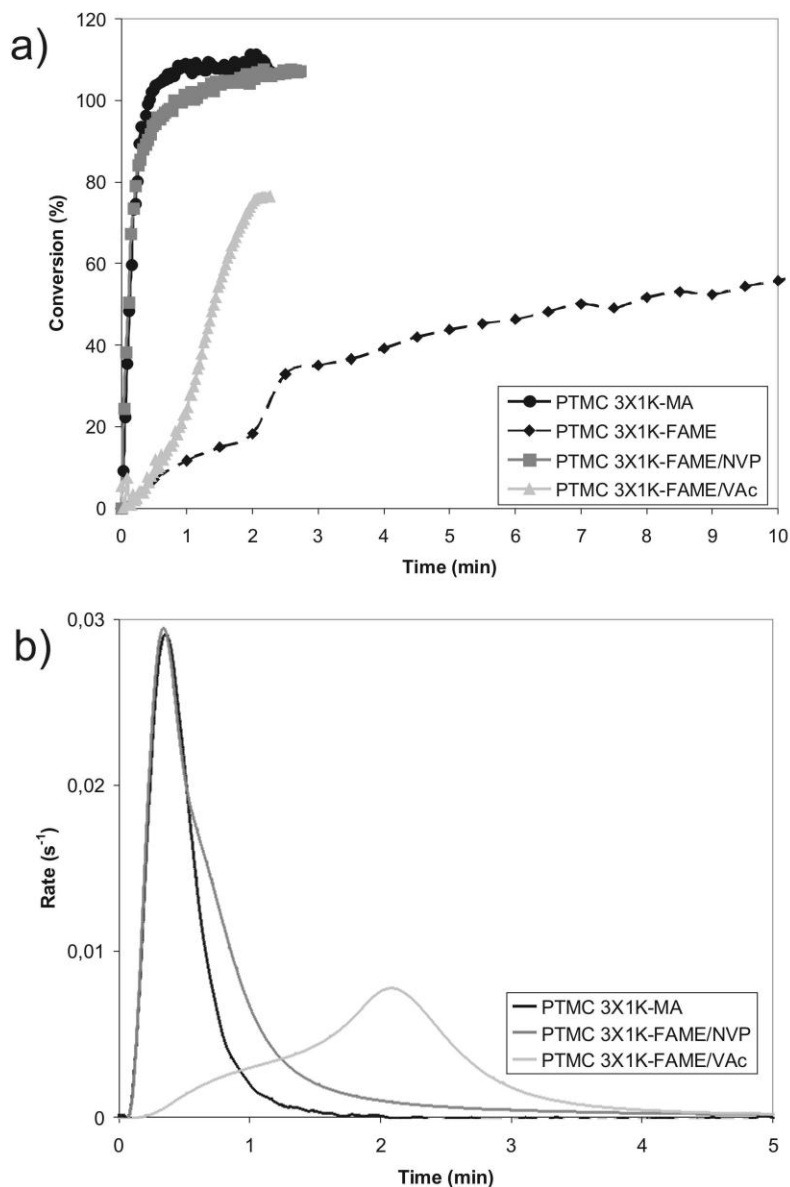 a)
120
100
80
60
40
20
0
Conversion (%)
0 1 2 3 4 5 6 7 8 9 10
Time (min)
PTMC 3X1K-MA
PTMC 3X1K-FAME
PTMC 3X1K-FAME/NVP
PTMC 3X1K-FAME/VAc
b)
0,03
0,02
0,01
0
Rate (s⁻¹)
0 1 2 3 4 5
Time (min)
PTMC 3X1K-MA
PTMC 3X1K-FAME/NVP
PTMC 3X1K-FAME/VAc